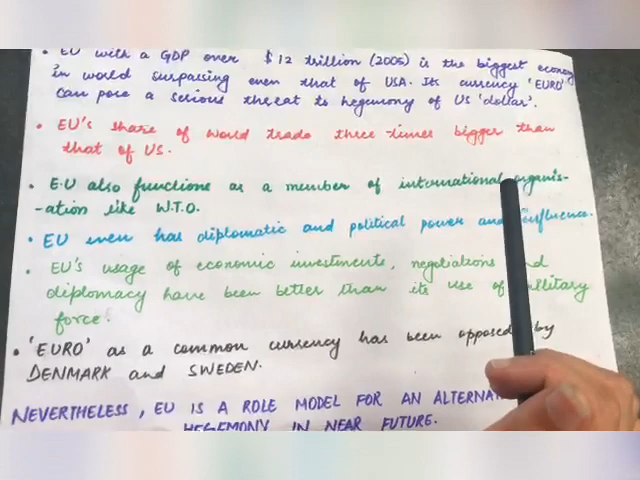 • EU with a GDP over $12 trillion (2005) is the biggest economy
in world surpassing even that of USA. Its currency 'EURO'
can pose a serious threat to hegemony of US 'dollar'.
• EU's share of world trade three-times bigger than
that of US.
• E.U also functions as a member of international organis-
-ation like W.T.O.
• EU even has diplomatic and political power and influence.
• EU's usage of economic investments, negotiations and
diplomacy have been better than its use of military
force.
• 'EURO' as a common currency has been opposed by
DENMARK and SWEDEN.
NEVERTHELESS, EU IS A ROLE MODEL FOR AN
HEGEMONY IN NEAR FUTURE.